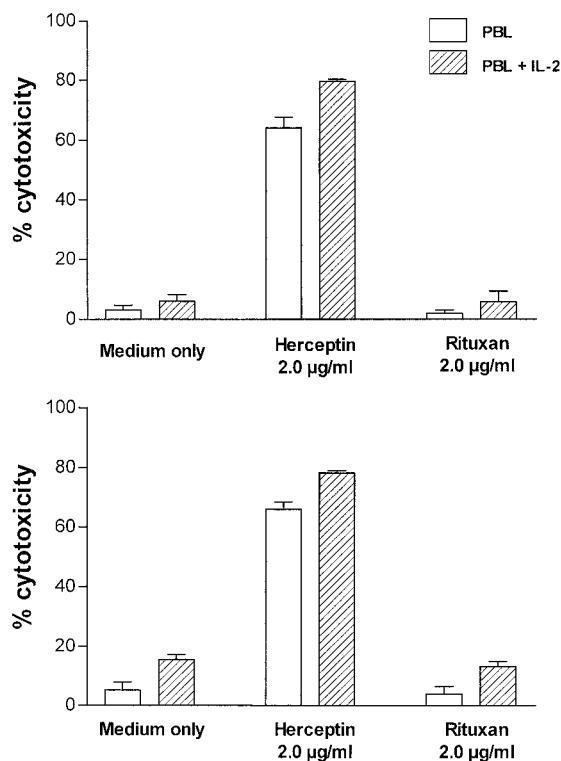 PBL
PBL + IL-2
% cytotoxicity
100
80
60
40
20
0
Medium only
Herceptin
2.0 µg/ml
Rituxan
2.0 µg/ml
% cytotoxicity
100
80
60
40
20
0
Medium only
Herceptin
2.0 µg/ml
Rituxan
2.0 µg/ml